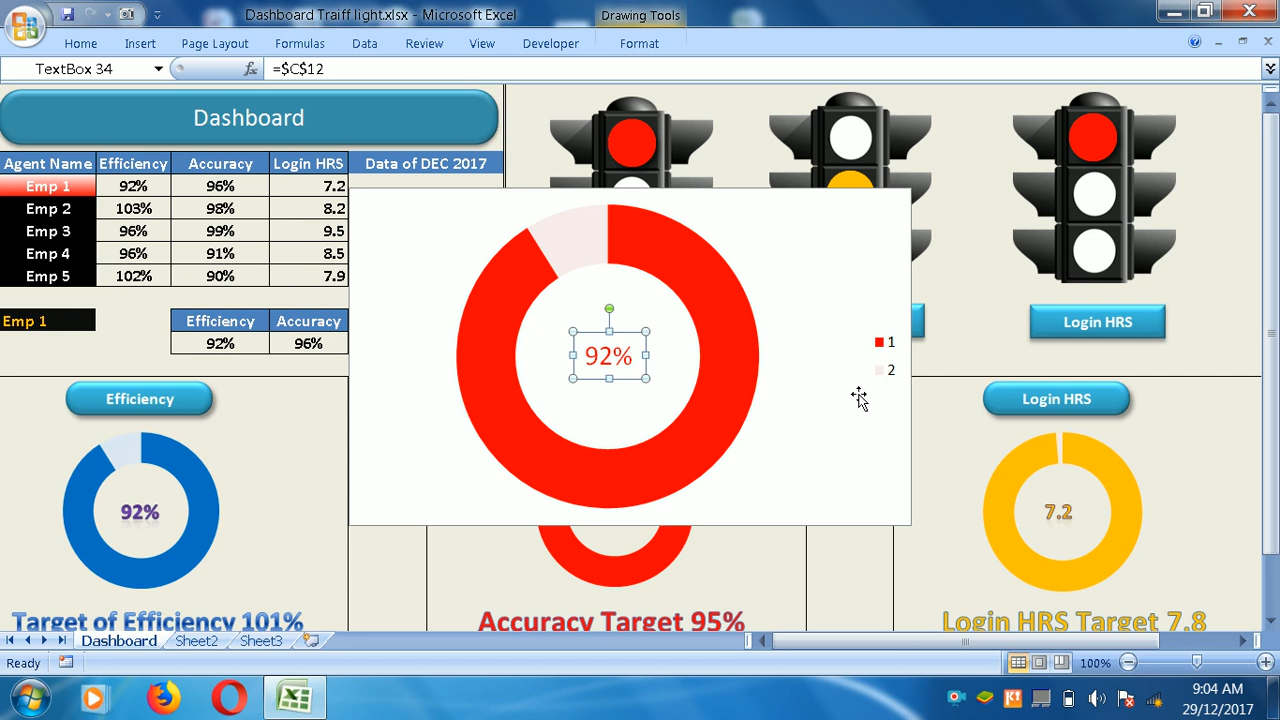 Dashboard Traiff light.xlsx - Microsoft Excel
Drawing Tools
Home Insert Page Layout Formulas Data Review View Developer Format
TextBox 34
fx =$C$12
Dashboard
Agent Name Efficiency Accuracy Login HRS Data of DEC 2017
Emp 1 92% 96% 7.2
Emp 2 103% 98% 8.2
Emp 3 96% 99% 9.5
Emp 4 96% 91% 8.5
Emp 5 102% 90% 7.9
Emp 1 Efficiency Accuracy
92% 96%
92%
1
2
Login HRS
Efficiency
Login HRS
92%
7.2
Target of Efficiency 101%
Accuracy Target 95%
Login HRS Target 7.8
Dashboard Sheet2 Sheet3
Ready
100%
9:04 AM
29/12/2017